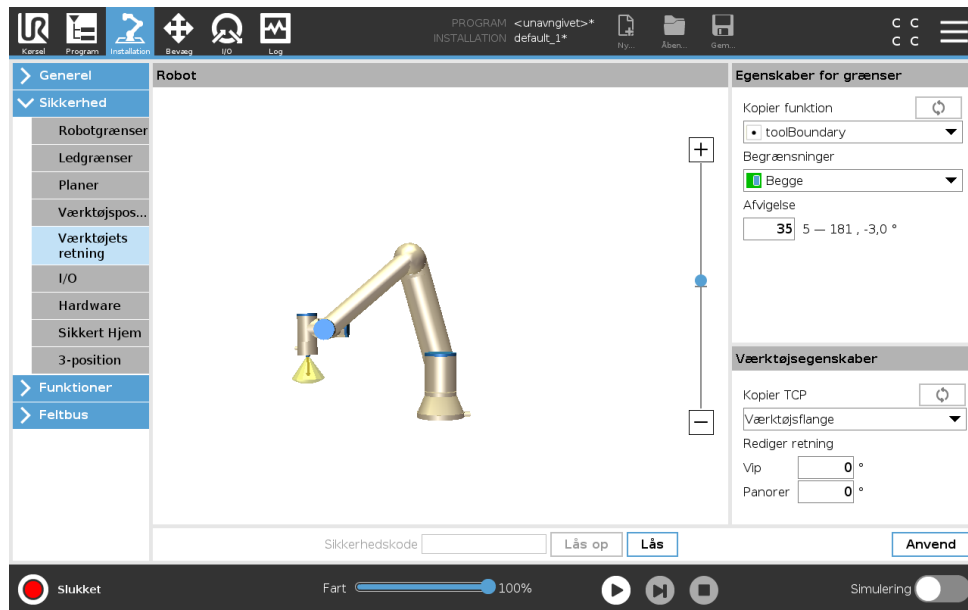 UR
Kørsel
Program
Installation
Bevæg
I/O
Log
PROGRAM <unavngivet>*
INSTALLATION default_1*
Ny...
Åben...
Gem...
C C
C C
Generel
Sikkerhed
Robotgrænser
Ledgrænser
Planer
Værktøjspos...
Værktøjets
retning
I/O
Hardware
Sikkert Hjem
3-position
Funktioner
Feltbus
Robot
+
−
Egenskaber for grænser
Kopier funktion
toolBoundary
Begrænsninger
Begge
Afvigelse
35 5 — 181 , -3,0 °
Værktøjsegenskaber
Kopier TCP
Værktøjsflange
Rediger retning
Vip 0 °
Panorer 0 °
Sikkerhedskode Lås op Lås Anvend
Slukket Fart 100% Simulering